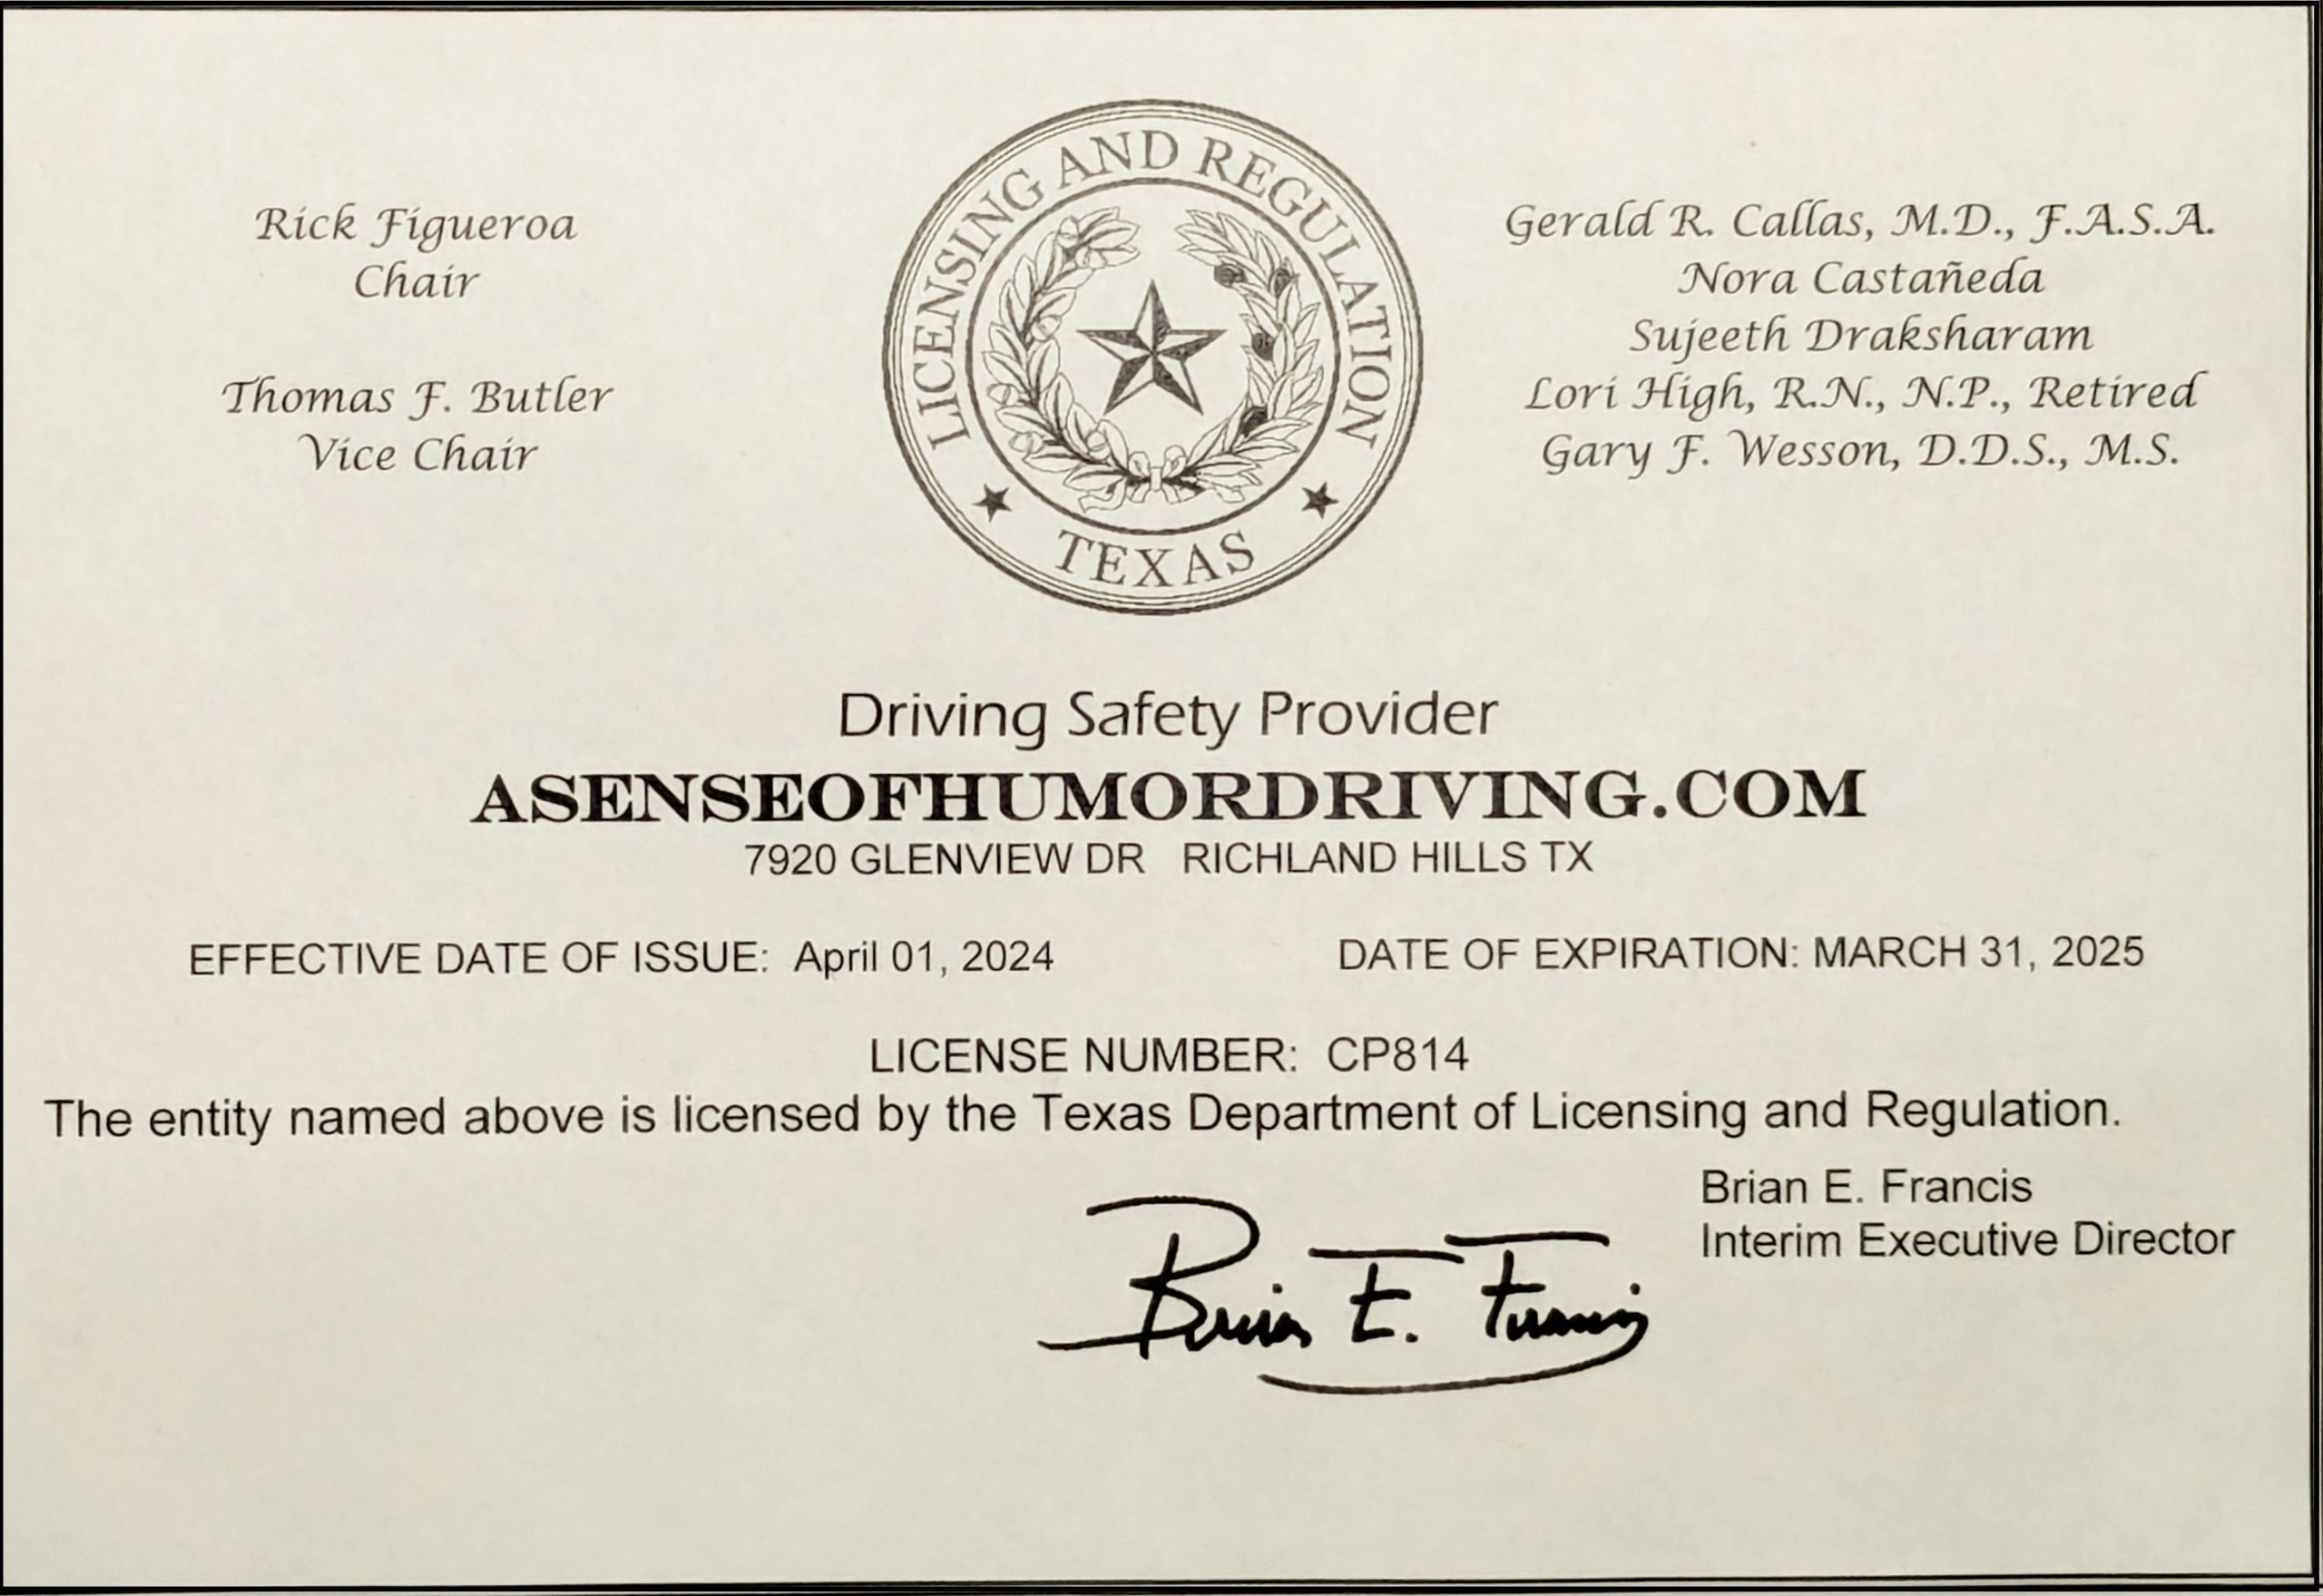 Rick Figueroa
Chair
Thomas F. Butler
Vice Chair
LICENSING AND REGULATION
TEXAS
Gerald R. Callas, M.D., F.A.S.A.
Nora Castañeda
Sujeeth Draksharam
Lori High, R.N., N.P., Retired
Gary F. Wesson, D.D.S., M.S.
Driving Safety Provider
ASENSEOFHUMORDRIVING.COM
7920 GLENVIEW DR RICHLAND HILLS TX
EFFECTIVE DATE OF ISSUE: April 01, 2024
DATE OF EXPIRATION: MARCH 31, 2025
LICENSE NUMBER: CP814
The entity named above is licensed by the Texas Department of Licensing and Regulation.
Brian E. Francis
Interim Executive Director
Brian E. Francis